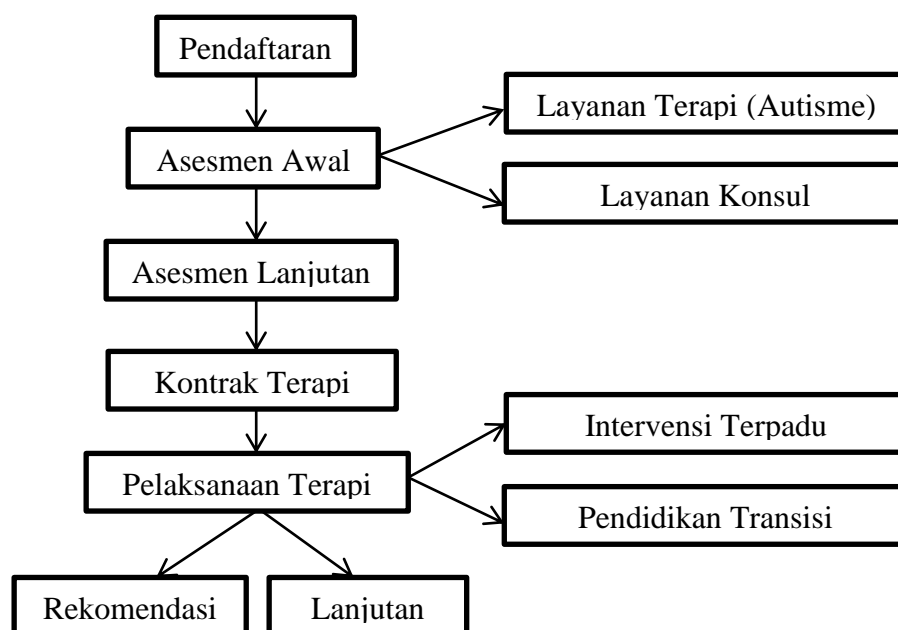 Pendaftaran
Layanan Terapi (Autisme)
Asesmen Awal
Layanan Konsul
Asesmen Lanjutan
Kontrak Terapi
Intervensi Terpadu
Pelaksanaan Terapi
Pendidikan Transisi
Rekomendasi
Lanjutan